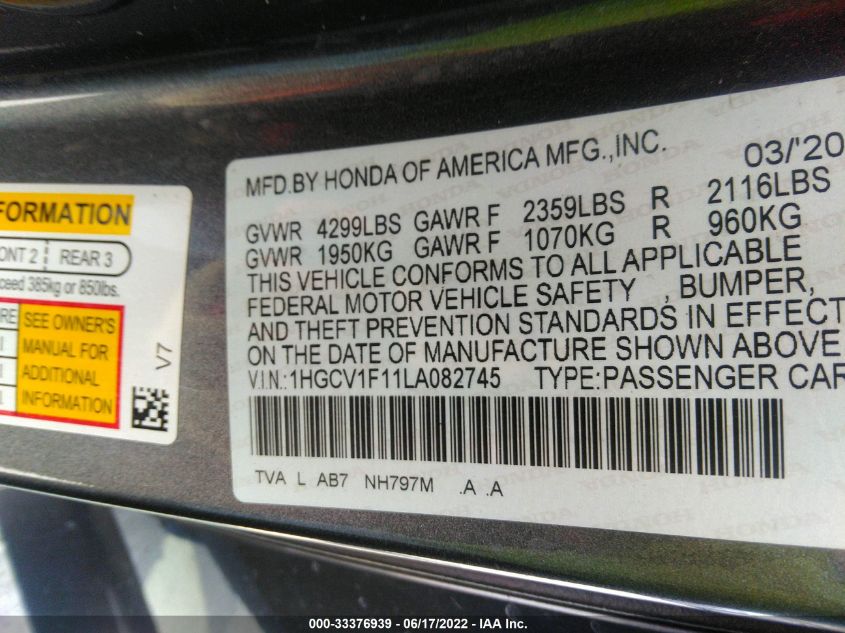 FORMATION
ONT 2 REAR 3
ceed 385kg or 850lbs.
RE SEE OWNER'S
MANUAL FOR
ADDITIONAL
INFORMATION
V7
MFD.BY HONDA OF AMERICA MFG.,INC. 03/'20
GVWR 4299LBS GAWR F 2359LBS R 2116LBS
GVWR 1950KG GAWR F 1070KG R 960KG
THIS VEHICLE CONFORMS TO ALL APPLICABLE
FEDERAL MOTOR VEHICLE SAFETY , BUMPER,
AND THEFT PREVENTION STANDARDS IN EFFECT
ON THE DATE OF MANUFACTURE SHOWN ABOVE
V.I.N.:1HGCV1F11LA082745 TYPE:PASSENGER CAR
TVA L AB7 NH797M .A .A
000-33376939 - 06/17/2022 - IAA Inc.